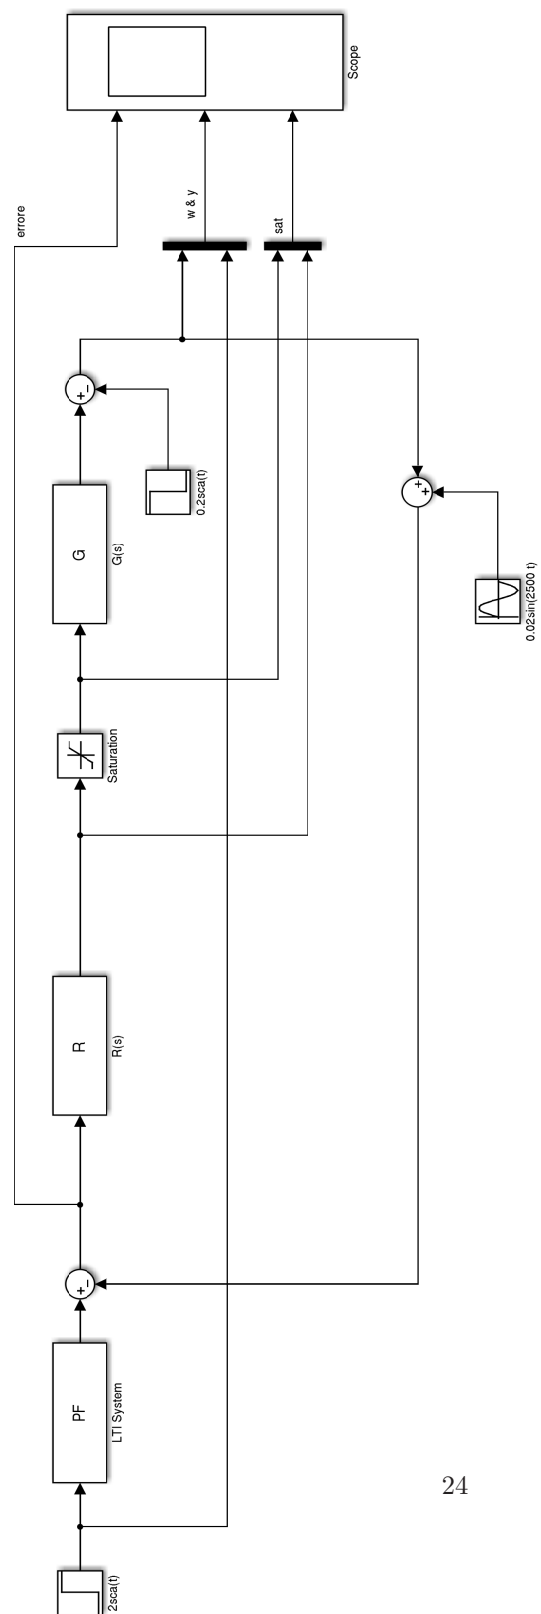 Scope
errore
w & y
sat
+
−
0.2sca(t)
G
G(s)
+
+
0.02sin(2500 t)
Saturation
R
R(s)
+
−
PF
LTI System
24
2sca(t)